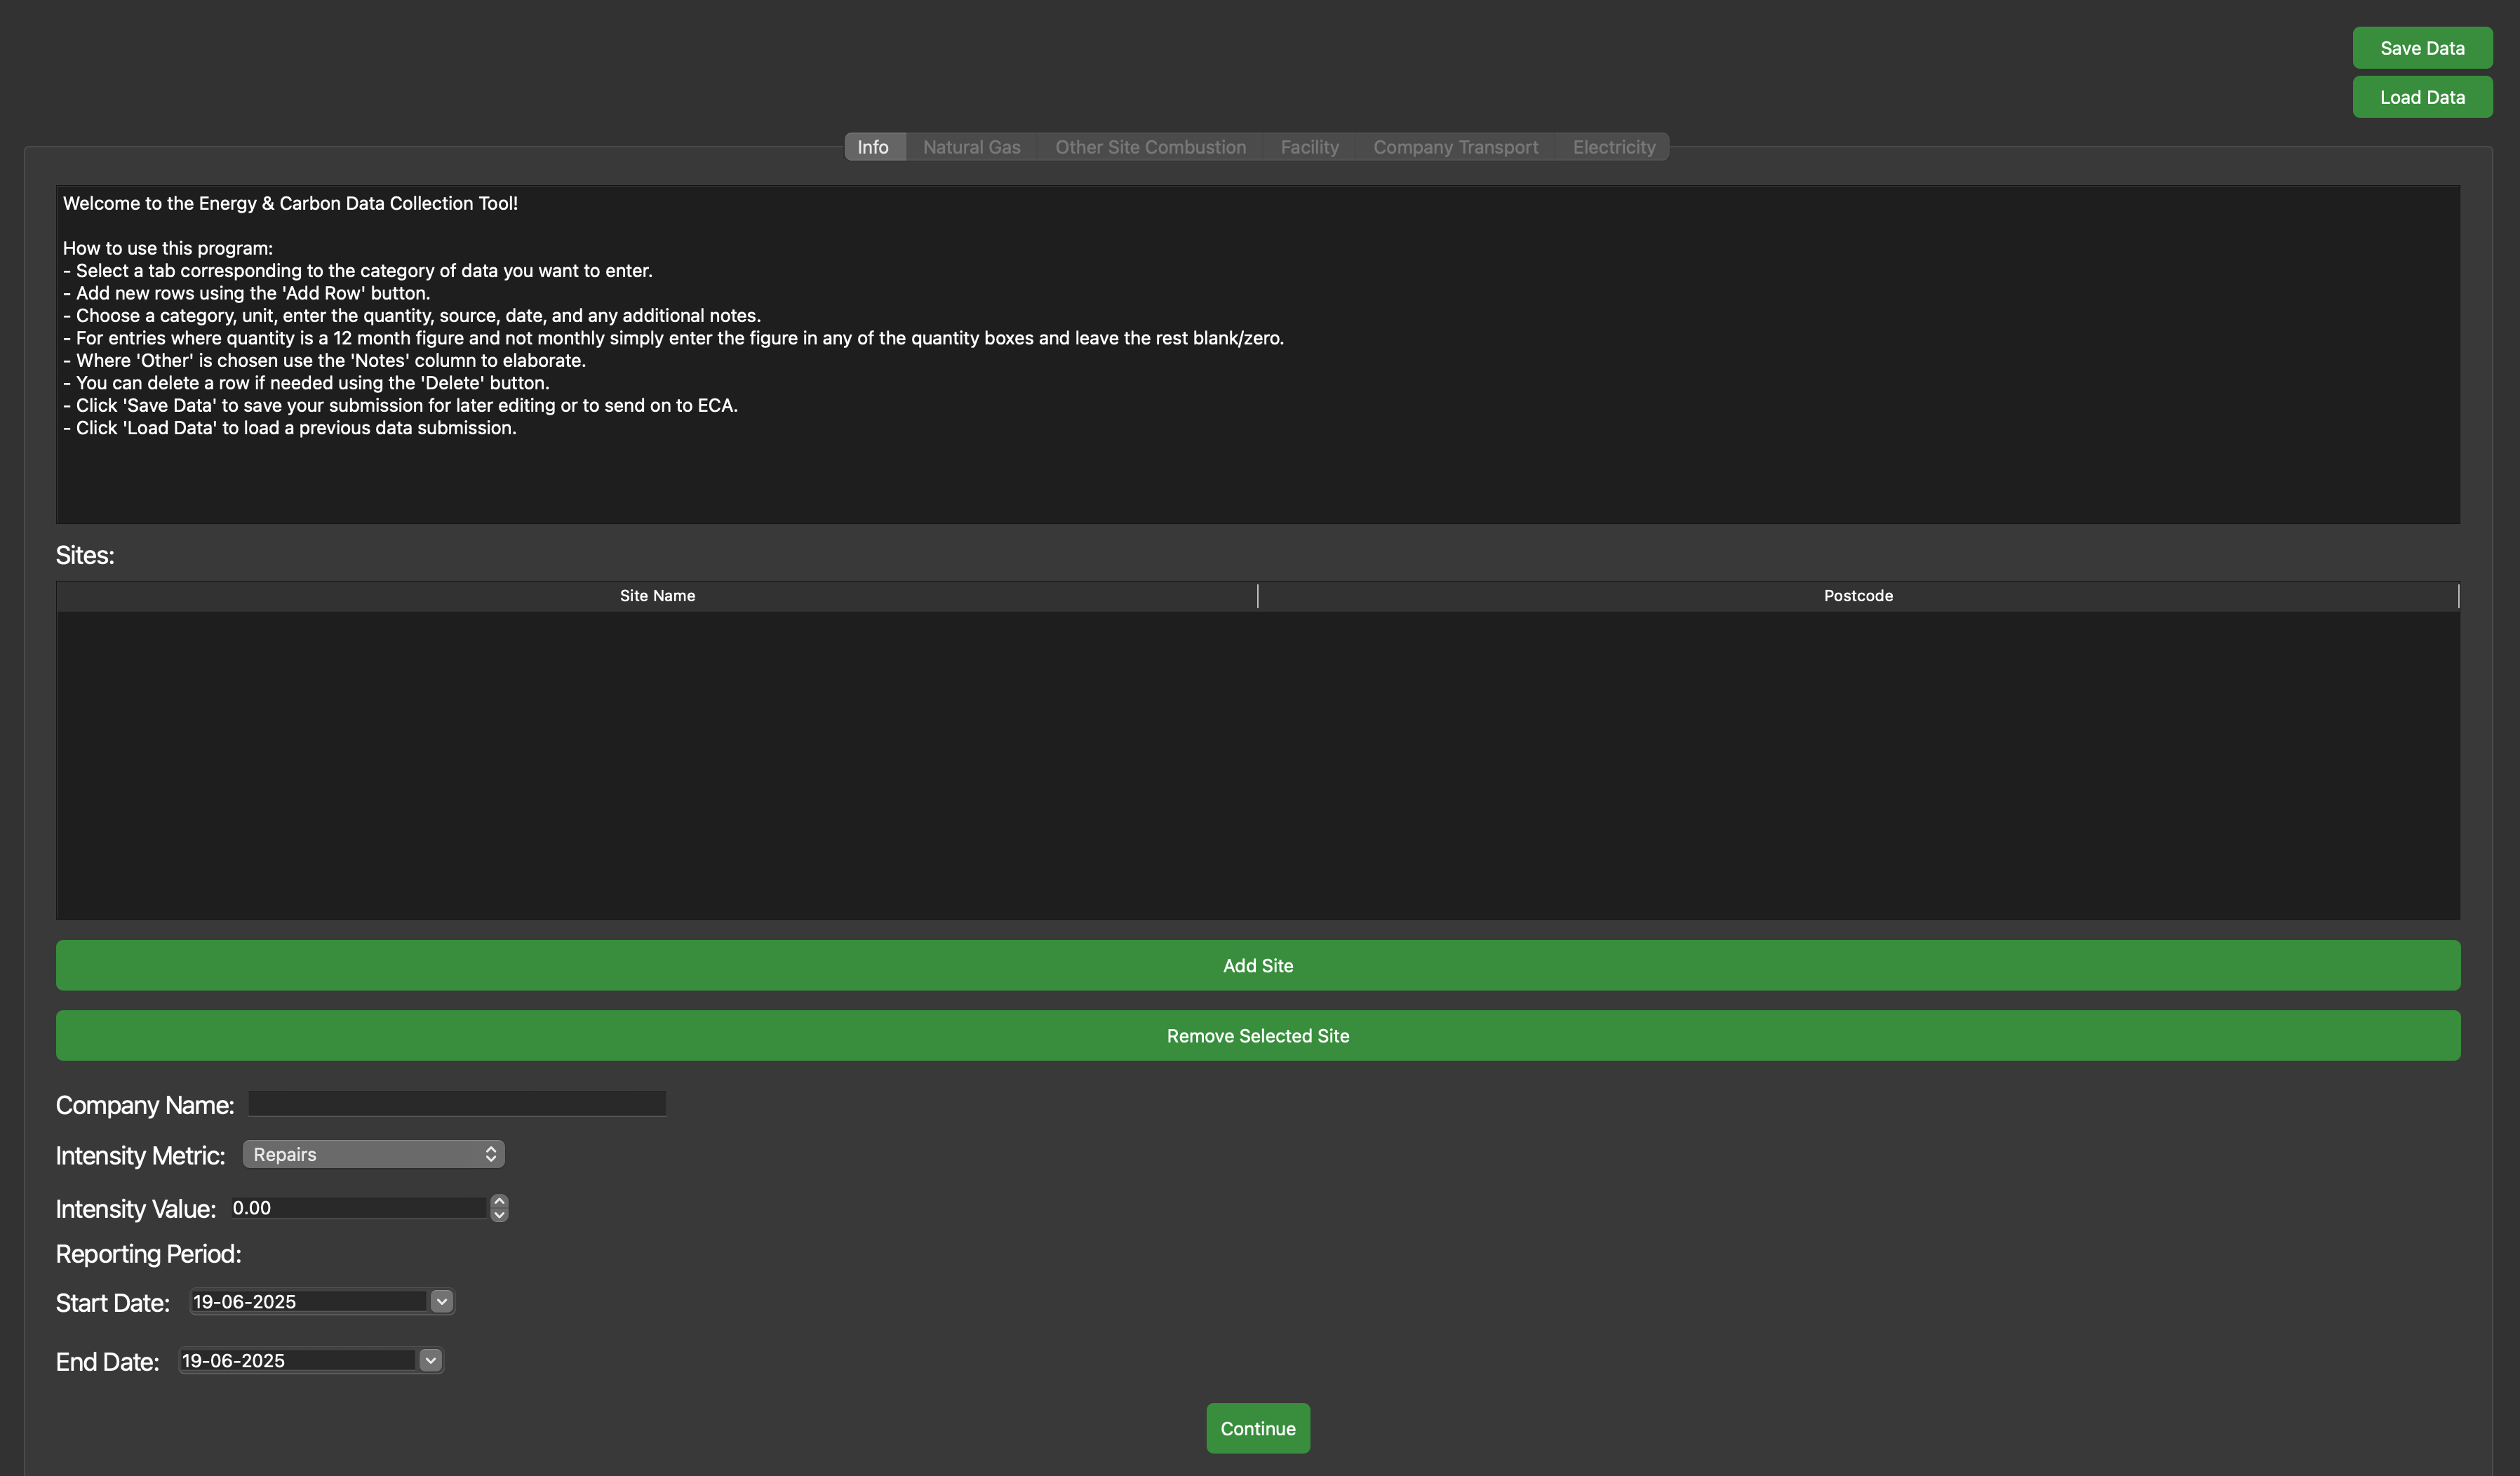 Save Data
Load Data
Info Natural Gas Other Site Combustion Facility Company Transport Electricity
Welcome to the Energy & Carbon Data Collection Tool!
How to use this program:
- Select a tab corresponding to the category of data you want to enter.
- Add new rows using the 'Add Row' button.
- Choose a category, unit, enter the quantity, source, date, and any additional notes.
- For entries where quantity is a 12 month figure and not monthly simply enter the figure in any of the quantity boxes and leave the rest blank/zero.
- Where 'Other' is chosen use the 'Notes' column to elaborate.
- You can delete a row if needed using the 'Delete' button.
- Click 'Save Data' to save your submission for later editing or to send on to ECA.
- Click 'Load Data' to load a previous data submission.
Sites:
Site Name Postcode
Add Site
Remove Selected Site
Company Name:
Intensity Metric: Repairs
Intensity Value: 0.00
Reporting Period:
Start Date: 19-06-2025
End Date: 19-06-2025
Continue